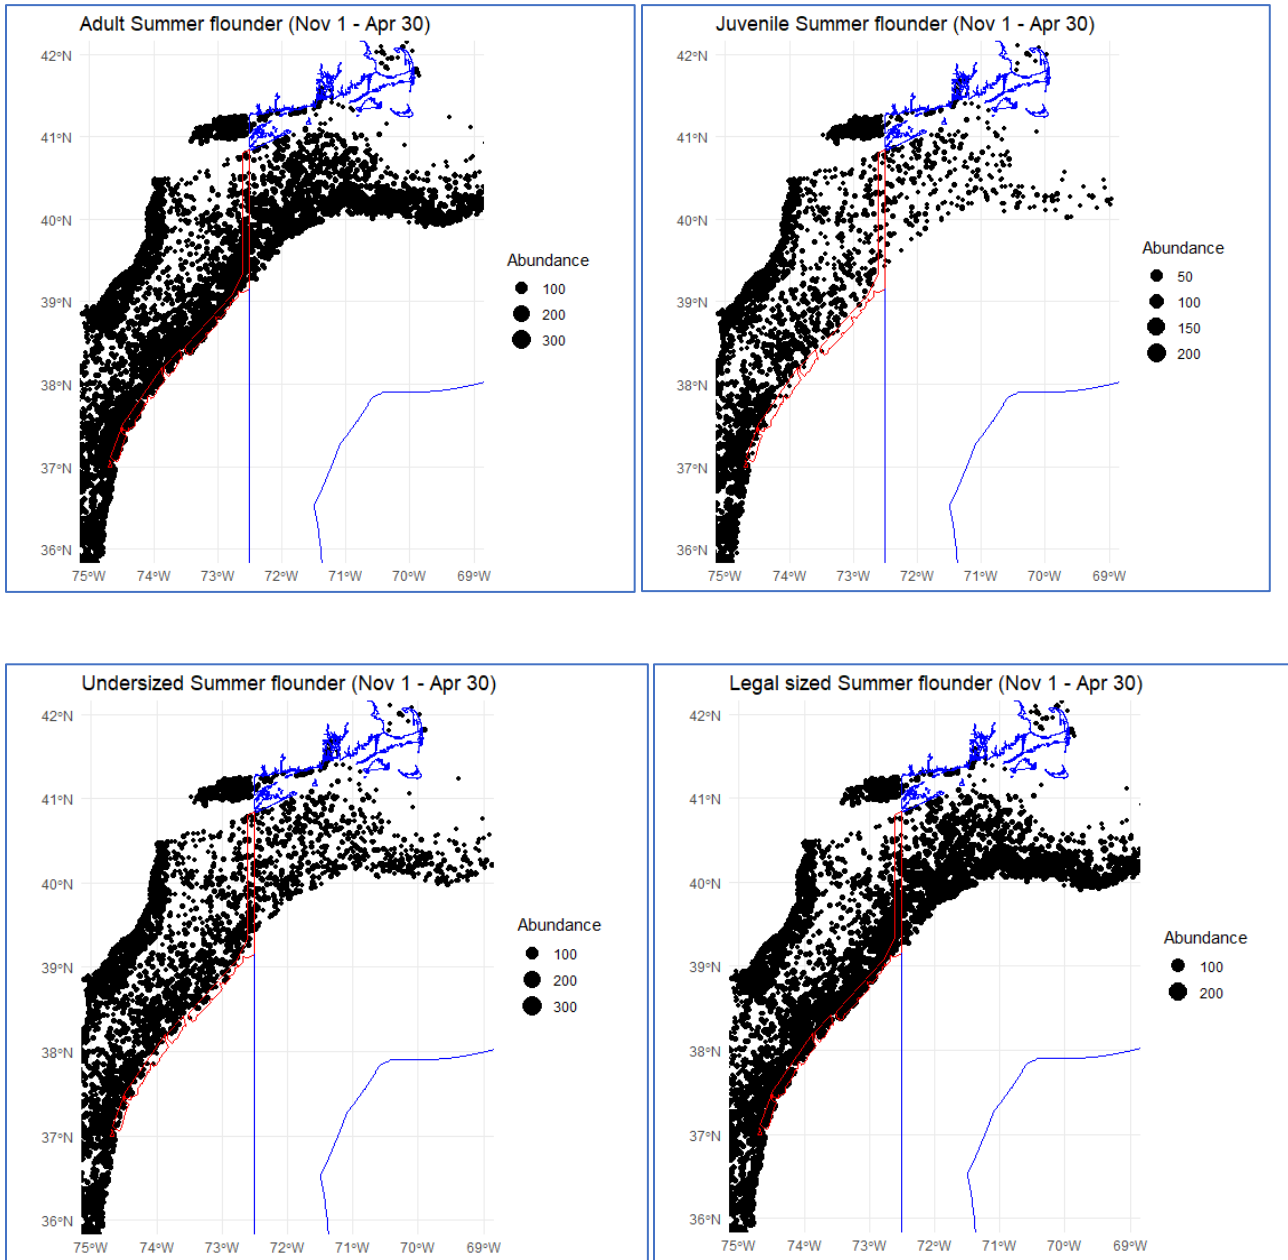 Adult Summer flounder (Nov 1 - Apr 30)
42°N
41°N
40°N
39°N
38°N
37°N
36°N
75°W 74°W 73°W 72°W 71°W 70°W 69°W
Abundance
100
200
300
Juvenile Summer flounder (Nov 1 - Apr 30)
42°N
41°N
40°N
39°N
38°N
37°N
36°N
75°W 74°W 73°W 72°W 71°W 70°W 69°W
Abundance
50
100
150
200
Undersized Summer flounder (Nov 1 - Apr 30)
42°N
41°N
40°N
39°N
38°N
37°N
36°N
75°W 74°W 73°W 72°W 71°W 70°W 69°W
Abundance
100
200
300
Legal sized Summer flounder (Nov 1 - Apr 30)
42°N
41°N
40°N
39°N
38°N
37°N
36°N
75°W 74°W 73°W 72°W 71°W 70°W 69°W
Abundance
100
200